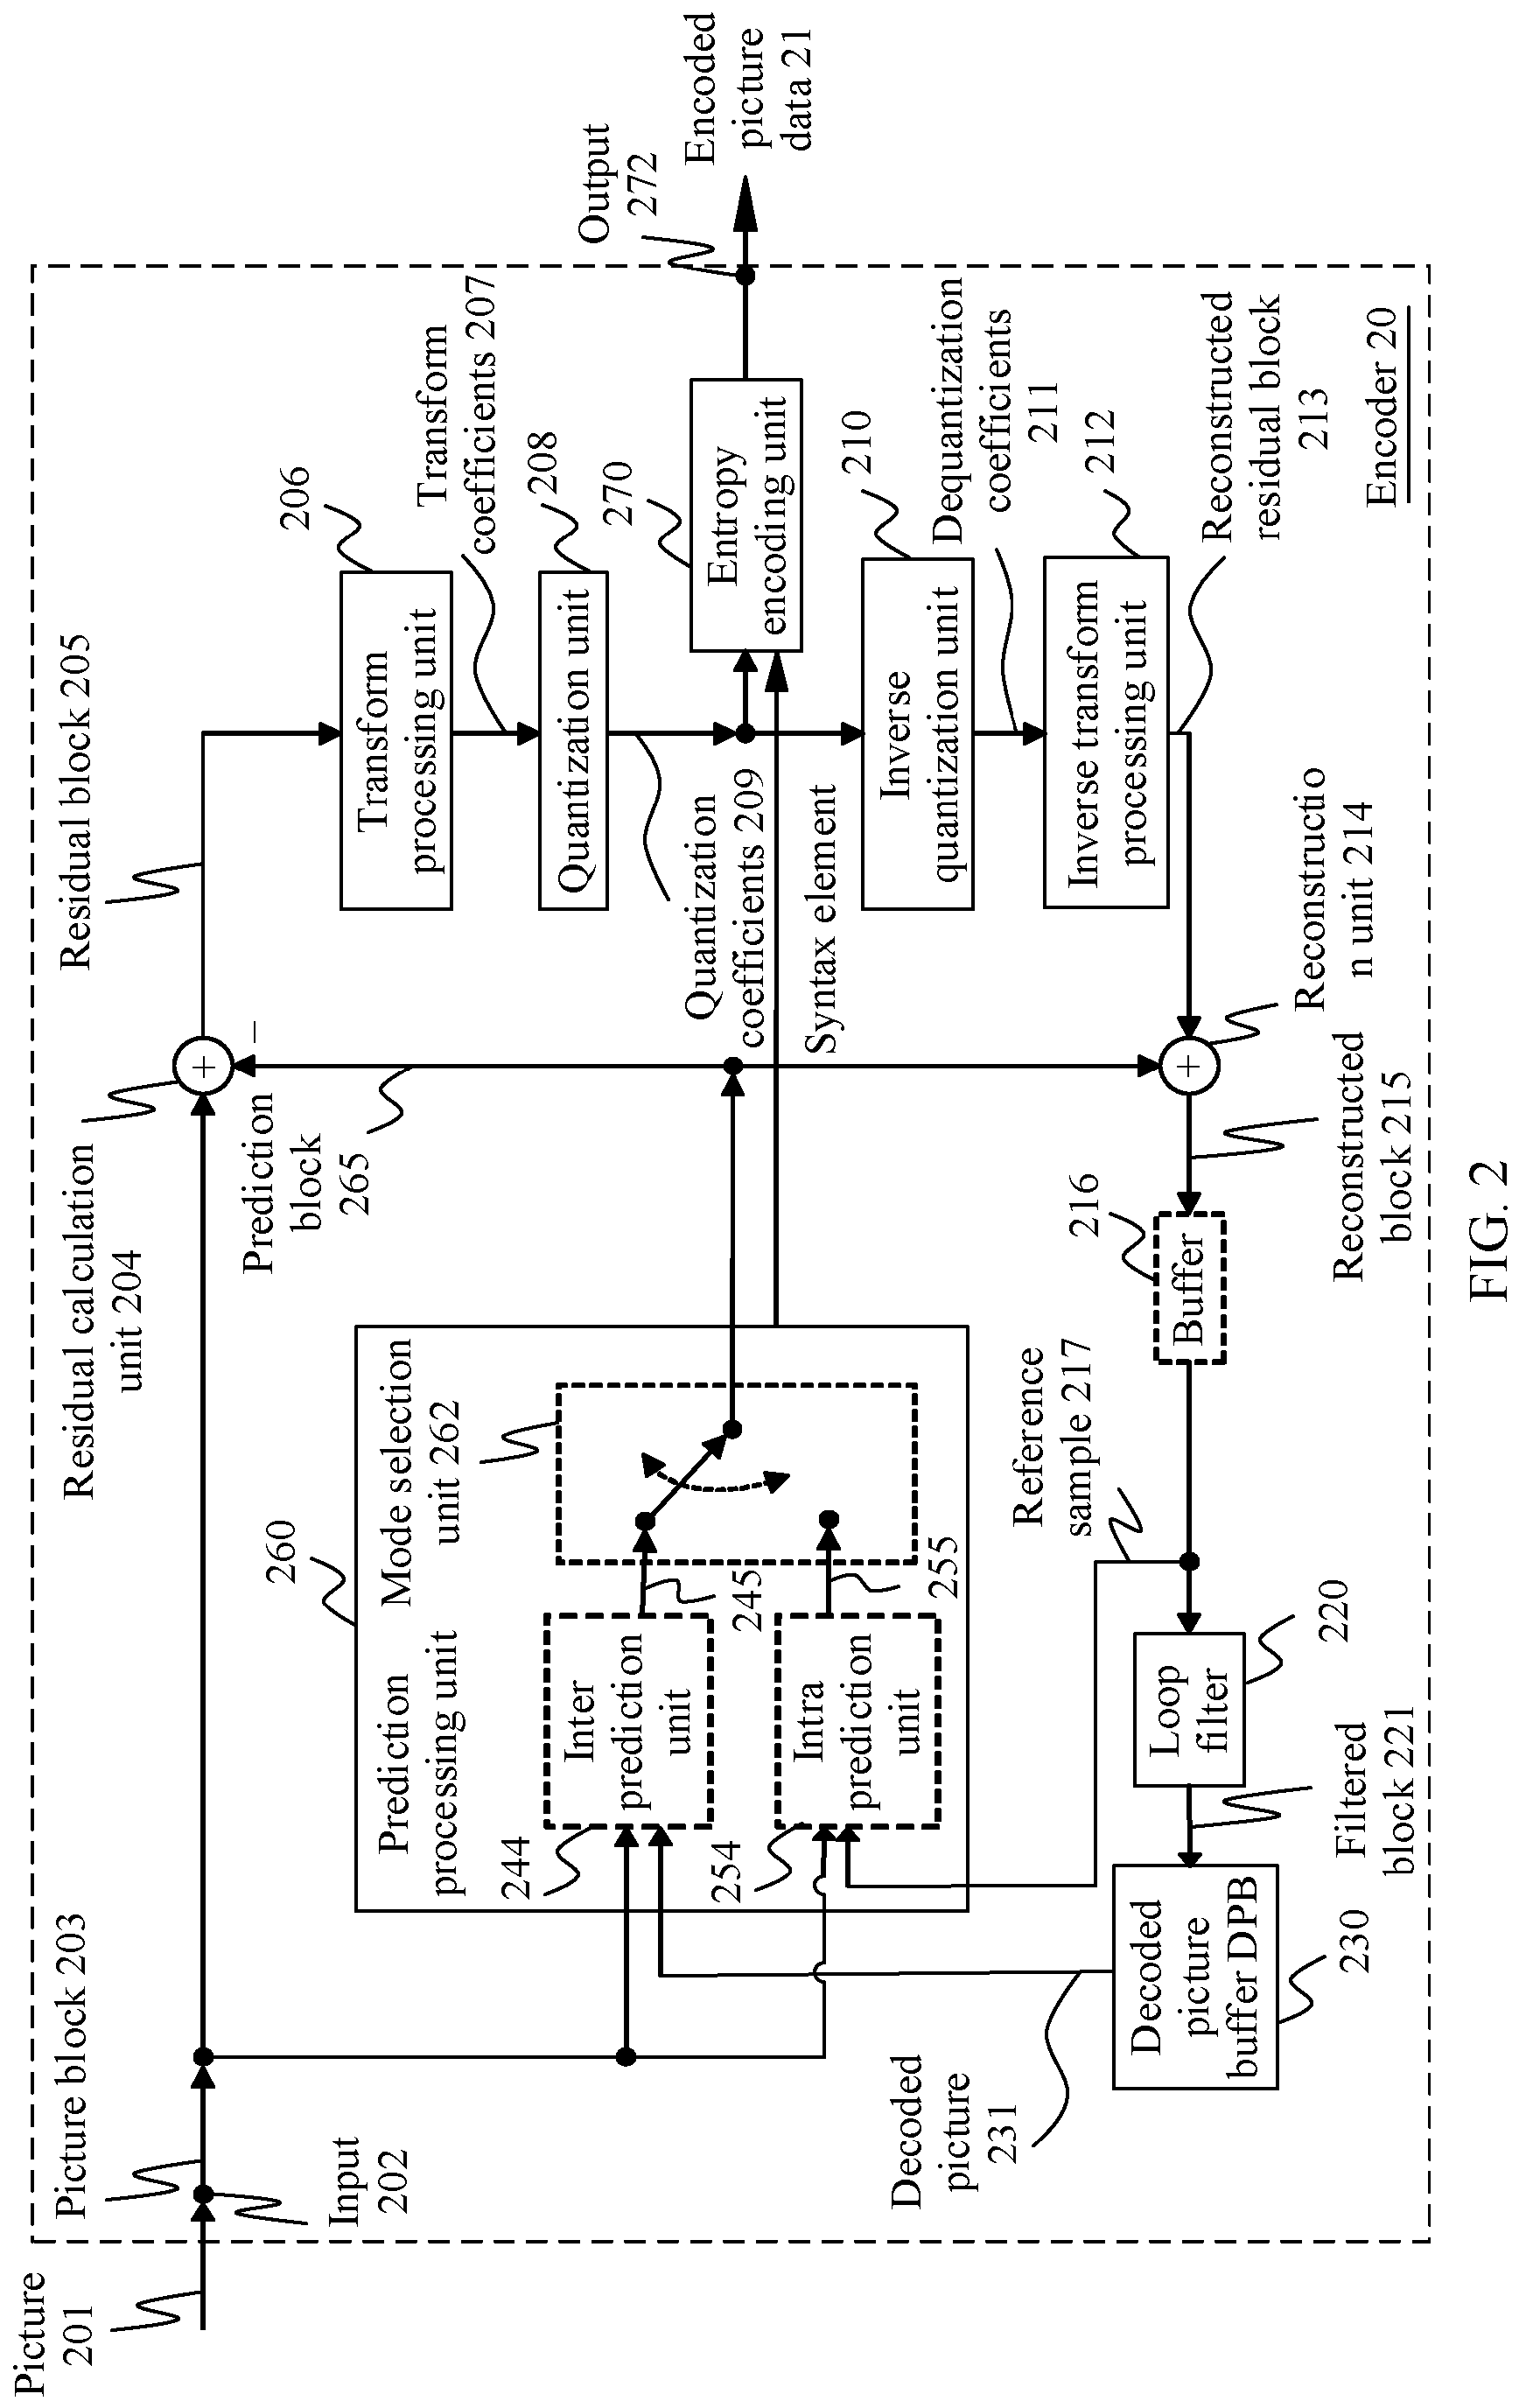 Picture
201
Picture block 203
Input
202
Residual calculation
unit 204
Residual block 205
Prediction
block
265
206
Transform
processing unit
Transform
coefficients 207
208
Quantization unit
Quantization
coefficients 209
270
Entropy
encoding unit
Output
272
Encoded
picture
data 21
Syntax element
260
Prediction
processing unit
Mode selection
unit 262
244
Inter
prediction
unit
245
254
Intra
prediction
unit
255
210
Inverse
quantization unit
Dequantization
coefficients
211
212
Inverse transform
processing unit
Reconstructed
residual block
213
Reconstructio
n unit 214
Reconstructed
block 215
216
Buffer
Reference
sample 217
220
Loop
filter
Filtered
block 221
230
Decoded
picture
buffer DPB
Decoded
picture
231
Encoder 20
+
−
+
FIG. 2